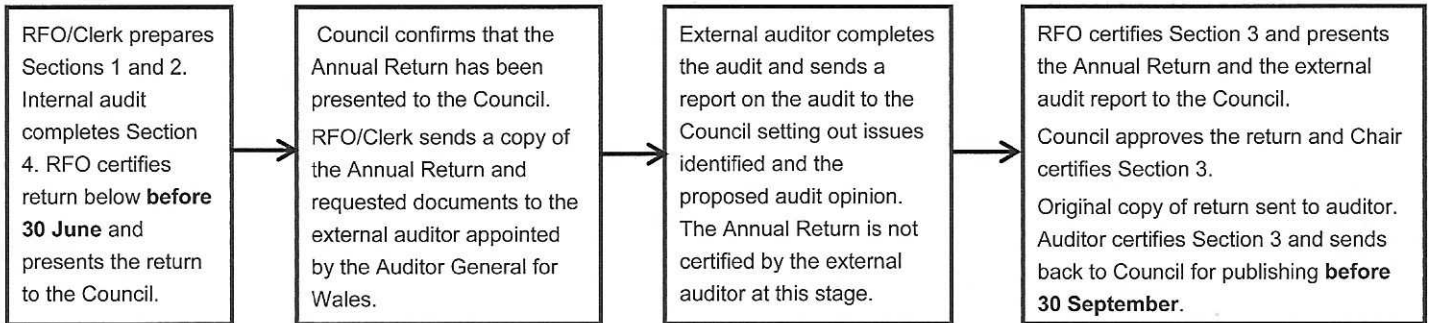 RFO/Clerk prepares
Sections 1 and 2.
Internal audit
completes Section
4. RFO certifies
return below before
30 June and
presents the return
to the Council.
Council confirms that the
Annual Return has been
presented to the Council.
RFO/Clerk sends a copy of
the Annual Return and
requested documents to the
external auditor appointed
by the Auditor General for
Wales.
External auditor completes
the audit and sends a
report on the audit to the
Council setting out issues
identified and the
proposed audit opinion.
The Annual Return is not
certified by the external
auditor at this stage.
RFO certifies Section 3 and presents
the Annual Return and the external
audit report to the Council.
Council approves the return and Chair
certifies Section 3.
Original copy of return sent to auditor.
Auditor certifies Section 3 and sends
back to Council for publishing before
30 September.